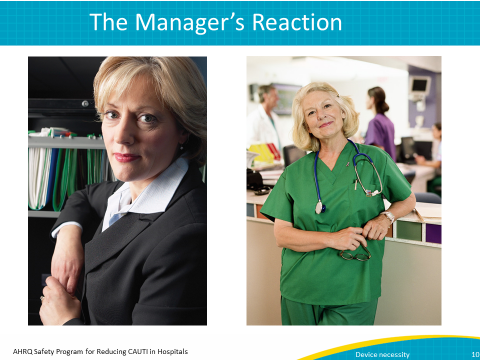 The Manager’s Reaction
AHRQ Safety Program for Reducing CAUTI in Hospitals
Device necessity
10